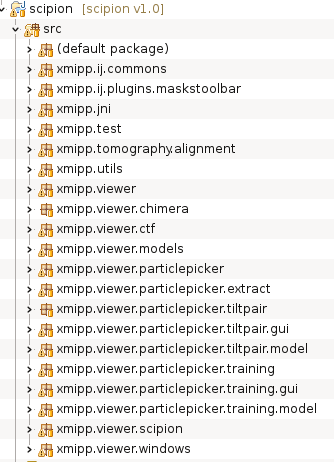 scipion [scipion v1.0]
src
(default package)
xmipp.ij.commons
xmipp.ij.plugins.maskstoolbar
xmipp.jni
xmipp.test
xmipp.tomography.alignment
xmipp.utils
xmipp.viewer
xmipp.viewer.chimera
xmipp.viewer.ctf
xmipp.viewer.models
xmipp.viewer.particlepicker
xmipp.viewer.particlepicker.extract
xmipp.viewer.particlepicker.tiltpair
xmipp.viewer.particlepicker.tiltpair.gui
xmipp.viewer.particlepicker.tiltpair.model
xmipp.viewer.particlepicker.training
xmipp.viewer.particlepicker.training.gui
xmipp.viewer.particlepicker.training.model
xmipp.viewer.scipion
xmipp.viewer.windows